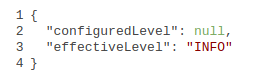 1 {
2   "configuredLevel": null,
3   "effectiveLevel": "INFO"
4 }